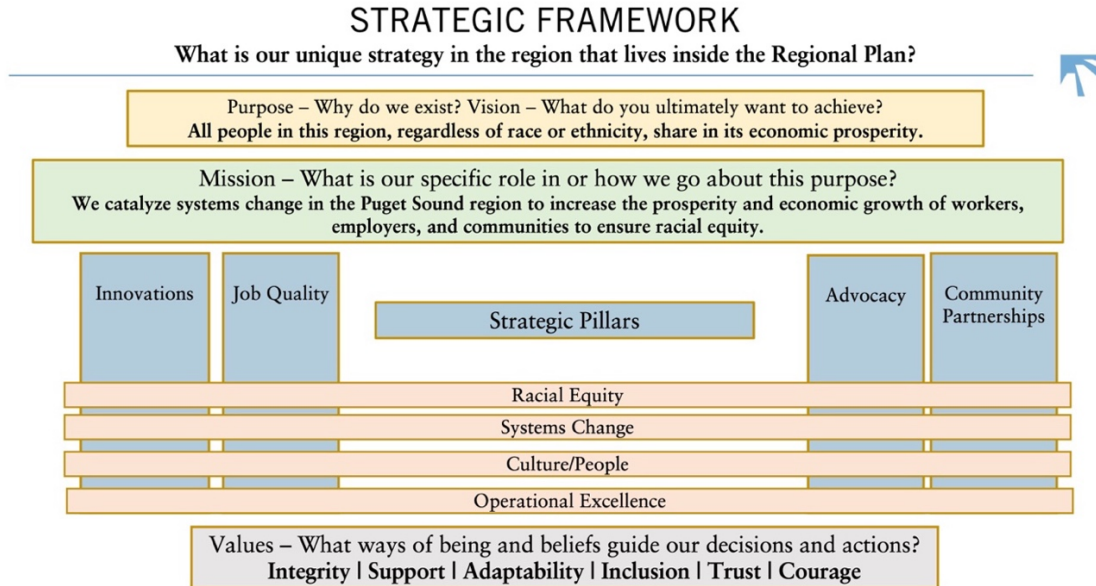 STRATEGIC FRAMEWORK
What is our unique strategy in the region that lives inside the Regional Plan?
Purpose – Why do we exist? Vision – What do you ultimately want to achieve?
All people in this region, regardless of race or ethnicity, share in its economic prosperity.
Mission – What is our specific role in or how we go about this purpose?
We catalyze systems change in the Puget Sound region to increase the prosperity and economic growth of workers,
employers, and communities to ensure racial equity.
Innovations
Job Quality
Strategic Pillars
Advocacy
Community
Partnerships
Racial Equity
Systems Change
Culture/People
Operational Excellence
Values – What ways of being and beliefs guide our decisions and actions?
Integrity | Support | Adaptability | Inclusion | Trust | Courage